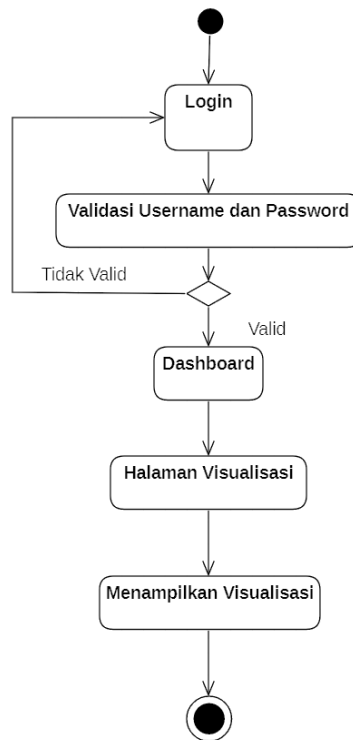 Login
Validasi Username dan Password
Tidak Valid
Valid
Dashboard
Halaman Visualisasi
Menampilkan Visualisasi